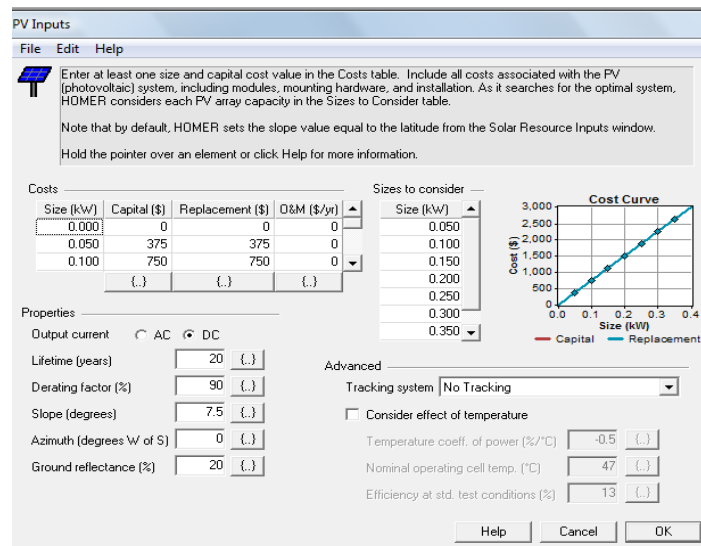 PV Inputs
File Edit Help
Enter at least one size and capital cost value in the Costs table. Include all costs associated with the PV
(photovoltaic) system, including modules, mounting hardware, and installation. As it searches for the optimal system,
HOMER considers each PV array capacity in the Sizes to Consider table.
Note that by default, HOMER sets the slope value equal to the latitude from the Solar Resource Inputs window.
Hold the pointer over an element or click Help for more information.
Costs
Size (kW) Capital ($) Replacement ($) O&M ($/yr)
0.000 0 0 0
0.050 375 375 0
0.100 750 750 0
{..} {..} {..}
Sizes to consider
Size (kW)
0.050
0.100
0.150
0.200
0.250
0.300
0.350
Cost Curve
Cost ($)
3,000
2,500
2,000
1,500
1,000
500
0
0.0 0.1 0.2 0.3 0.4
Size (kW)
Capital Replacement
Properties
Output current AC DC
Lifetime (years) 20 {..}
Derating factor (%) 90 {..}
Slope (degrees) 7.5 {..}
Azimuth (degrees W of S) 0 {..}
Ground reflectance (%) 20 {..}
Advanced
Tracking system No Tracking
Consider effect of temperature
Temperature coeff. of power (%/°C) -0.5 {..}
Nominal operating cell temp. (°C) 47 {..}
Efficiency at std. test conditions (%) 13 {..}
Help Cancel OK